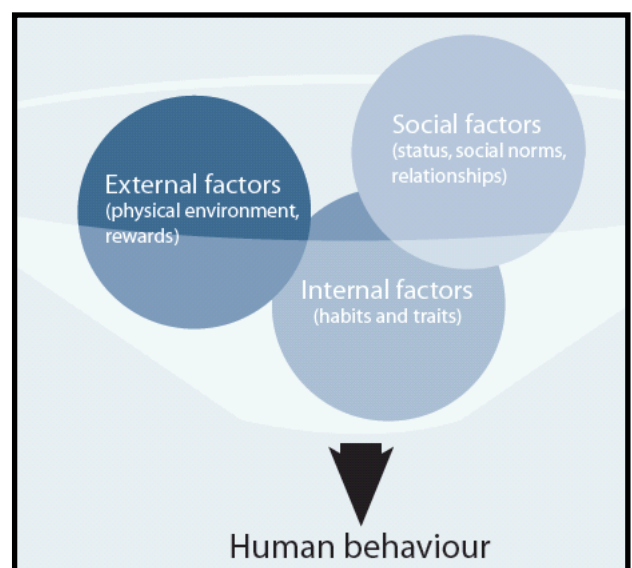 External factors
(physical environment,
rewards)
Social factors
(status, social norms,
relationships)
Internal factors
(habits and traits)
Human behaviour